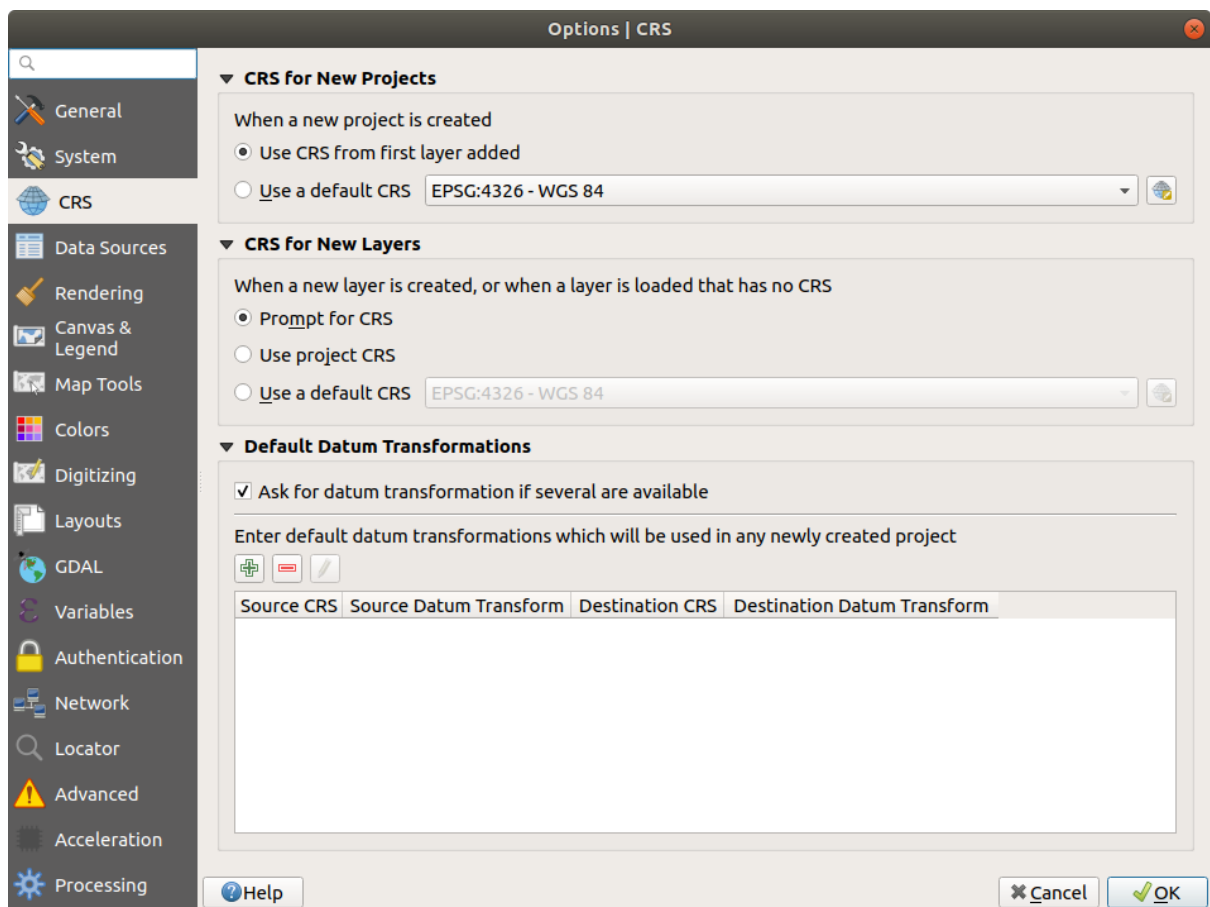 Options | CRS
General
System
CRS
Data Sources
Rendering
Canvas &
Legend
Map Tools
Colors
Digitizing
Layouts
GDAL
Variables
Authentication
Network
Locator
Advanced
Acceleration
Processing
CRS for New Projects
When a new project is created
Use CRS from first layer added
Use a default CRS EPSG:4326 - WGS 84
CRS for New Layers
When a new layer is created, or when a layer is loaded that has no CRS
Prompt for CRS
Use project CRS
Use a default CRS EPSG:4326 - WGS 84
Default Datum Transformations
Ask for datum transformation if several are available
Enter default datum transformations which will be used in any newly created project
Source CRS Source Datum Transform Destination CRS Destination Datum Transform
Help Cancel OK